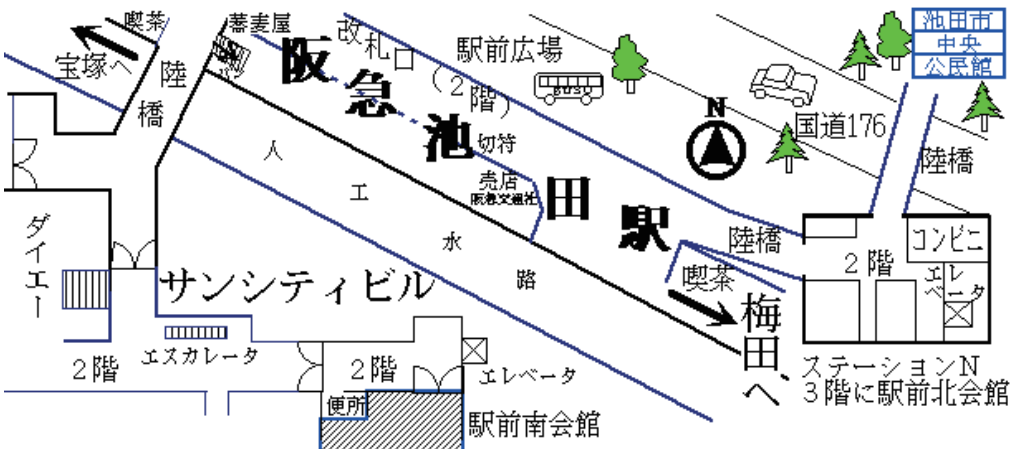 喫茶
宝塚へ
陸橋
蕎麦屋
阪急池田駅
改札口
(2階)
駅前広場
BUSU
池田市
中央
公民館
国道176
N
陸橋
切符
売店
阪急交通社
人工水路
陸橋
喫茶
梅田へ
コンビニ
2階
エレベータ
ステーションN
3階に駅前北会館
ダイエー
サンシティビル
エスカレータ
2階
2階
エレベータ
便所
駅前南会館